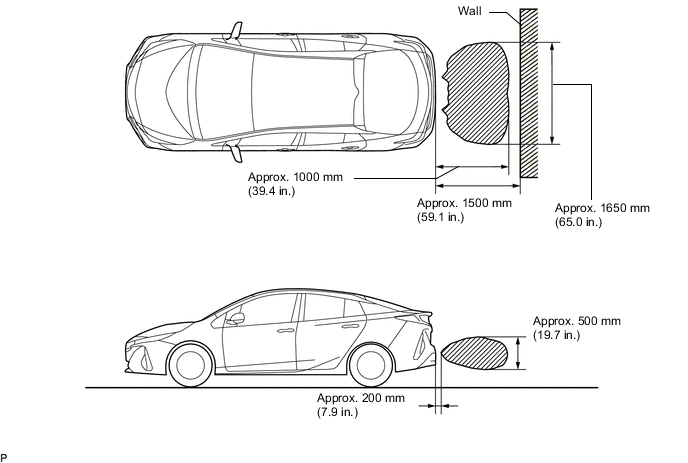 Wall
Approx. 1000 mm
(39.4 in.)
Approx. 1500 mm
(59.1 in.)
Approx. 1650 mm
(65.0 in.)
Approx. 500 mm
(19.7 in.)
Approx. 200 mm
(7.9 in.)
P